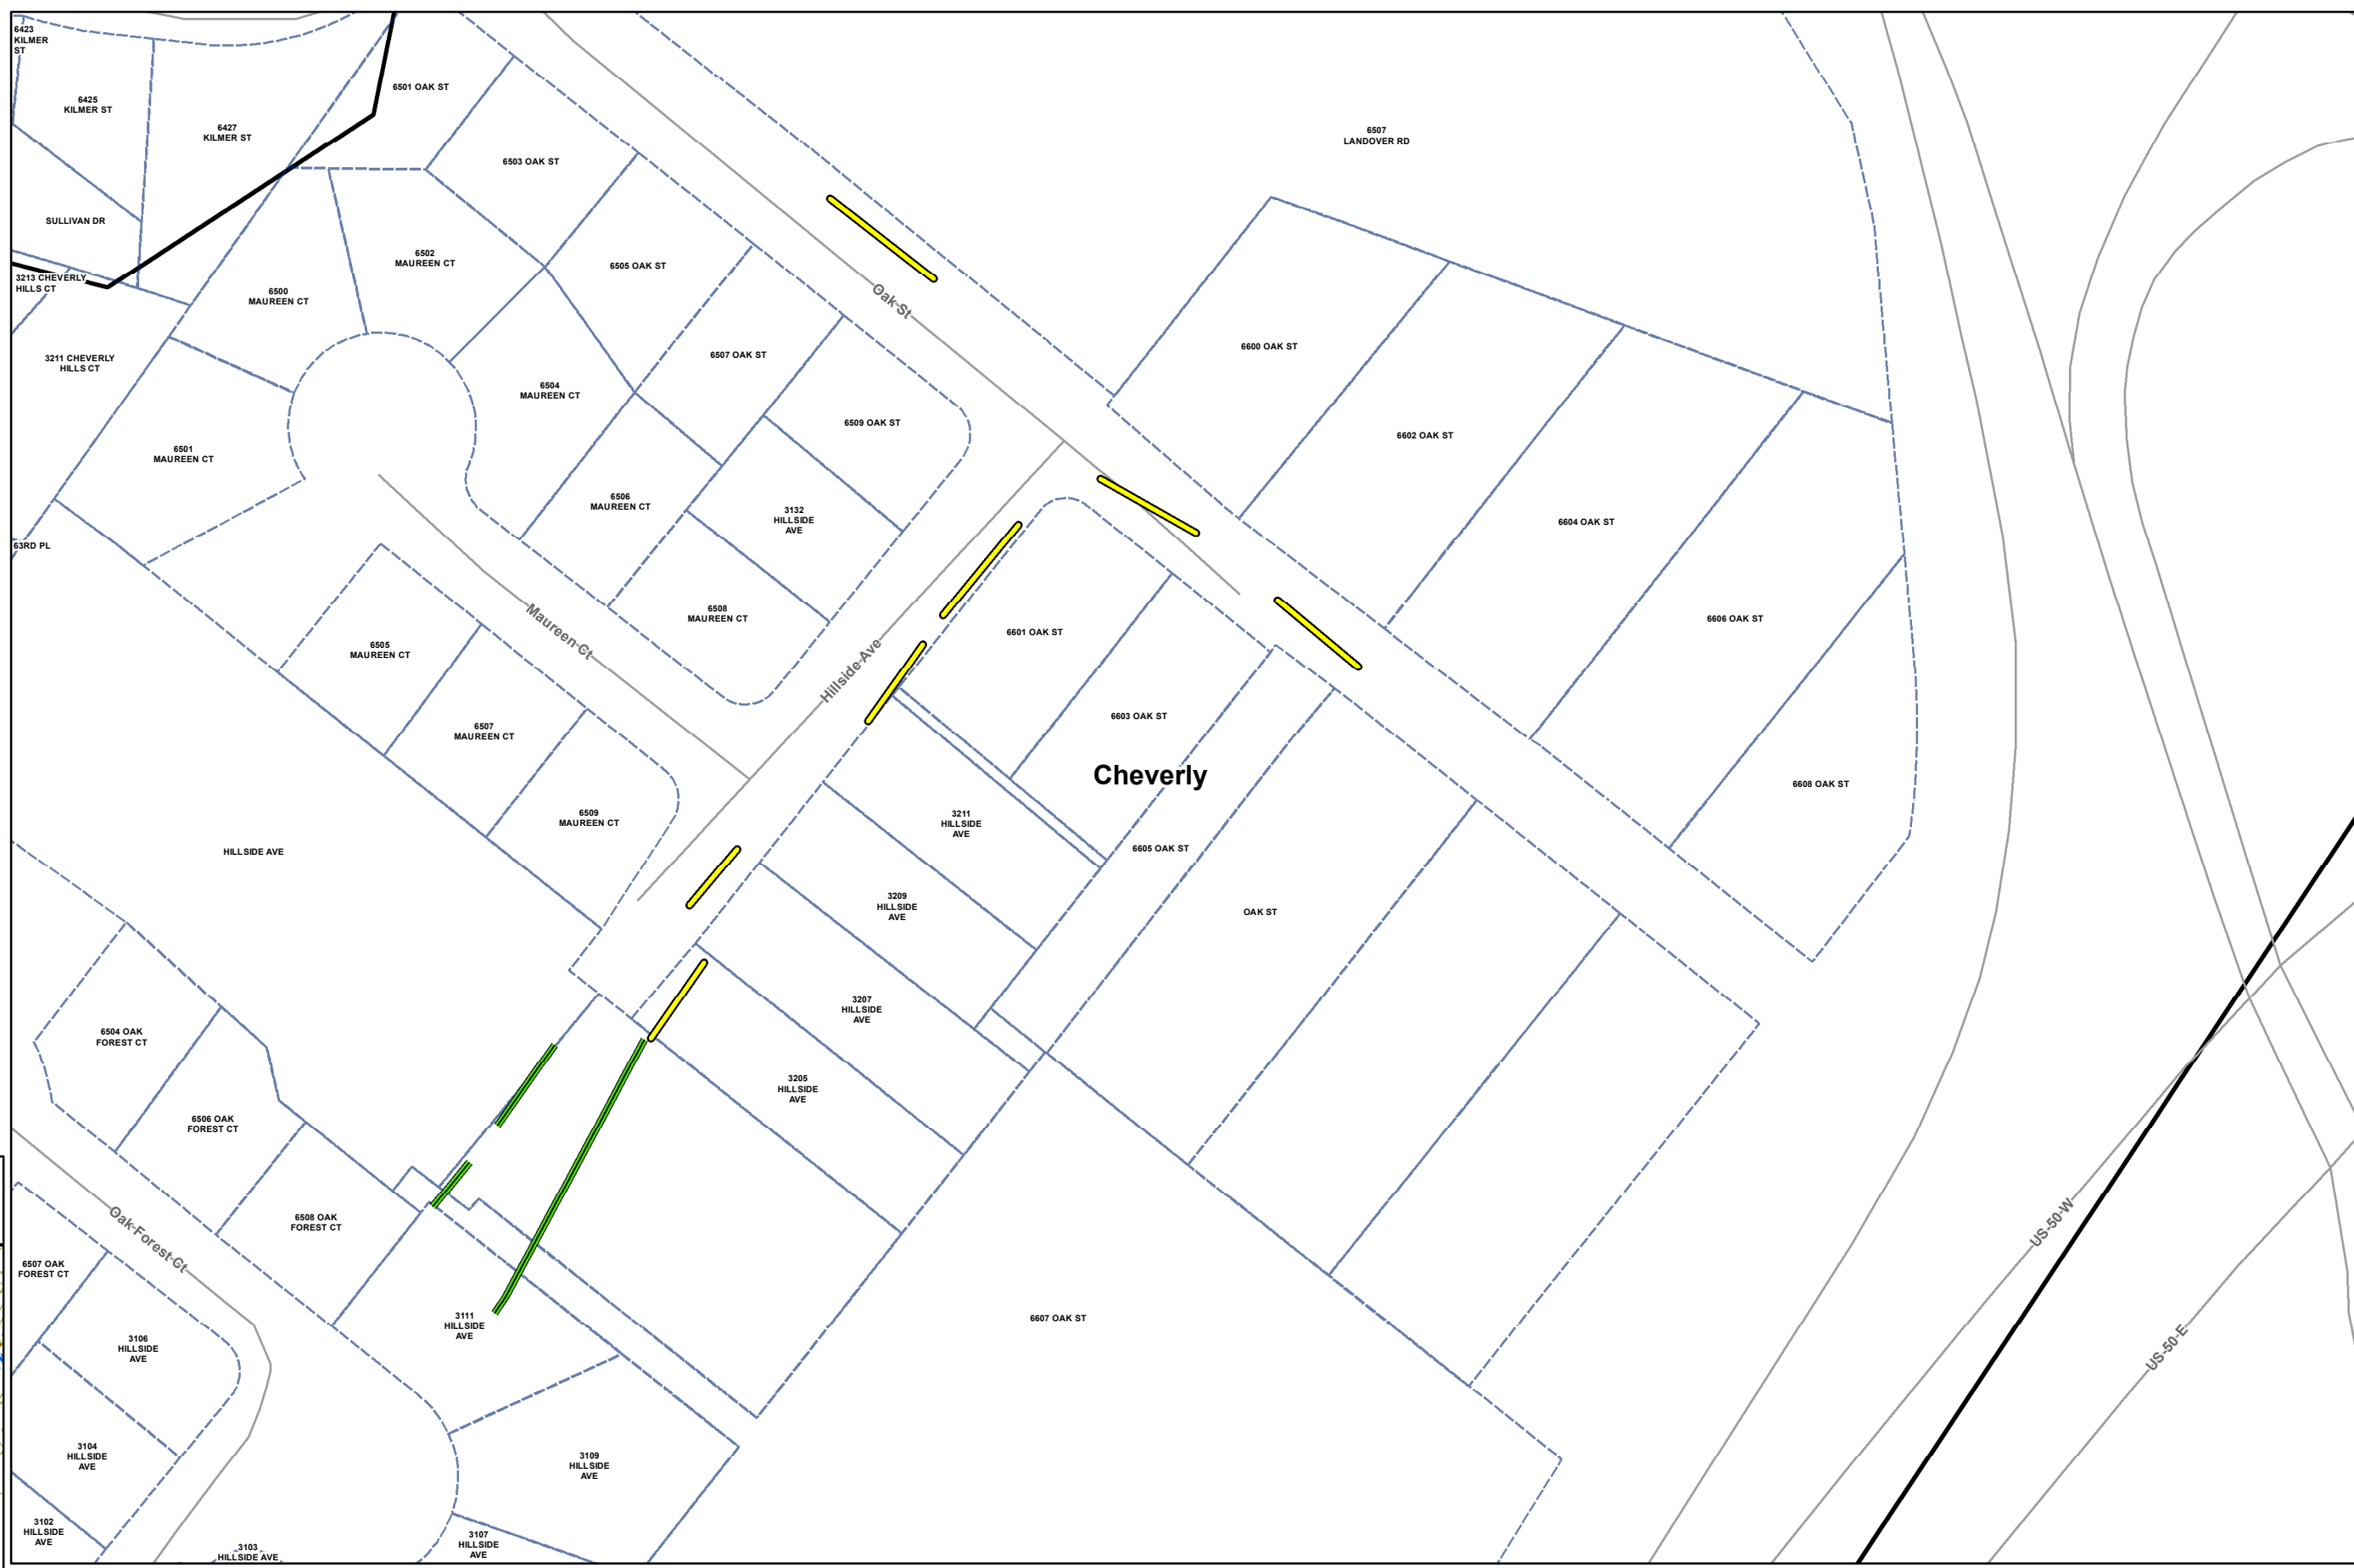 6423
KILMER
ST
6425
KILMER ST
6427
KILMER ST
6501 OAK ST
6503 OAK ST
6507
LANDOVER RD
SULLIVAN DR
3213 CHEVERLY
HILLS CT
6500
MAUREEN CT
6502
MAUREEN CT
6505 OAK ST
Oak St
6600 OAK ST
3211 CHEVERLY
HILLS CT
6507 OAK ST
6504
MAUREEN CT
6509 OAK ST
6602 OAK ST
6501
MAUREEN CT
6506
MAUREEN CT
3132
HILLSIDE
AVE
6604 OAK ST
63RD PL
6508
MAUREEN CT
Maureen Ct
Hillside Ave
6601 OAK ST
6606 OAK ST
6505
MAUREEN CT
6507
MAUREEN CT
6603 OAK ST
Cheverly
6608 OAK ST
6509
MAUREEN CT
3211
HILLSIDE
AVE
HILLSIDE AVE
6605 OAK ST
3209
HILLSIDE
AVE
OAK ST
3207
HILLSIDE
AVE
6504 OAK
FOREST CT
3205
HILLSIDE
AVE
6506 OAK
FOREST CT
6508 OAK
FOREST CT
Oak Forest Ct
US-50 W
6507 OAK
FOREST CT
3111
HILLSIDE
AVE
6607 OAK ST
3106
HILLSIDE
AVE
US-50 E
3104
HILLSIDE
AVE
3109
HILLSIDE
AVE
3102
HILLSIDE
AVE
3107
HILLSIDE
AVE
3103
HILLSIDE AVE